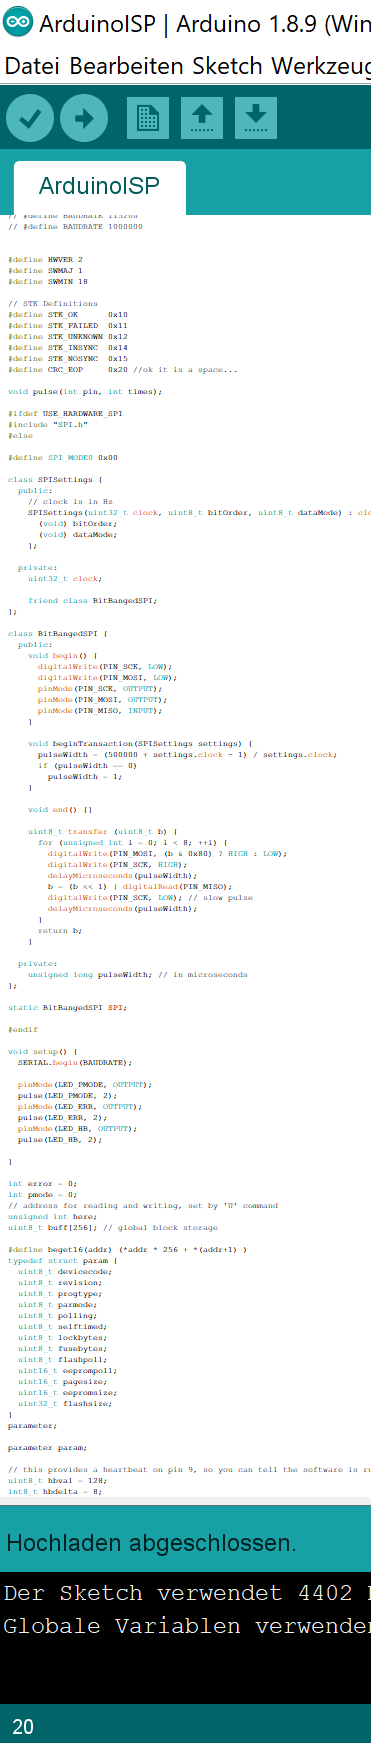 ArduinoISP | Arduino 1.8.9 (Win
Datei Bearbeiten Sketch Werkzeug
ArduinoISP
// #define BAUDRATE 115200
// #define BAUDRATE 1000000
#define HWVER 2
#define SWMAJ 1
#define SWMIN 18
// STK Definitions
#define STK_OK 0x10
#define STK_FAILED 0x11
#define STK_UNKNOWN 0x12
#define STK_INSYNC 0x14
#define STK_NOSYNC 0x15
#define CRC_EOP 0x20 //ok it is a space...
void pulse(int pin, int times);
#ifdef USE_HARDWARE_SPI
#include "SPI.h"
#else
#define SPI_MODE0 0x00
class SPISettings {
public:
// clock is in Hz
SPISettings(uint32_t clock, uint8_t bitOrder, uint8_t dataMode) : clo
(void) bitOrder;
(void) dataMode;
};
private:
uint32_t clock;
friend class BitBangedSPI;
};
class BitBangedSPI {
public:
void begin() {
digitalWrite(PIN_SCK, LOW);
digitalWrite(PIN_MOSI, LOW);
pinMode(PIN_SCK, OUTPUT);
pinMode(PIN_MOSI, OUTPUT);
pinMode(PIN_MISO, INPUT);
}
void beginTransaction(SPISettings settings) {
pulseWidth = (500000 + settings.clock - 1) / settings.clock;
if (pulseWidth == 0)
pulseWidth = 1;
}
void end() {}
uint8_t transfer (uint8_t b) {
for (unsigned int i = 0; i < 8; ++i) {
digitalWrite(PIN_MOSI, (b & 0x80) ? HIGH : LOW);
digitalWrite(PIN_SCK, HIGH);
delayMicroseconds(pulseWidth);
b = (b << 1) | digitalRead(PIN_MISO);
digitalWrite(PIN_SCK, LOW); // slow pulse
delayMicroseconds(pulseWidth);
}
return b;
}
private:
unsigned long pulseWidth; // in microseconds
};
static BitBangedSPI SPI;
#endif
void setup() {
SERIAL.begin(BAUDRATE);
pinMode(LED_PMODE, OUTPUT);
pulse(LED_PMODE, 2);
pinMode(LED_ERR, OUTPUT);
pulse(LED_ERR, 2);
pinMode(LED_HB, OUTPUT);
pulse(LED_HB, 2);
}
int error = 0;
int pmode = 0;
// address for reading and writing, set by 'U' command
unsigned int here;
uint8_t buff[256]; // global block storage
#define beget16(addr) (*addr * 256 + *(addr+1) )
typedef struct param {
uint8_t devicecode;
uint8_t revision;
uint8_t progtype;
uint8_t parmode;
uint8_t polling;
uint8_t selftimed;
uint8_t lockbytes;
uint8_t fusebytes;
uint8_t flashpoll;
uint16_t eeprompoll;
uint16_t pagesize;
uint16_t eepromsize;
uint32_t flashsize;
}
parameter;
parameter param;
// this provides a heartbeat on pin 9, so you can tell the software is ru
uint8_t hbval = 128;
int8_t hbdelta = 8;
Hochladen abgeschlossen.
Der Sketch verwendet 4402
Globale Variablen verwenden
20